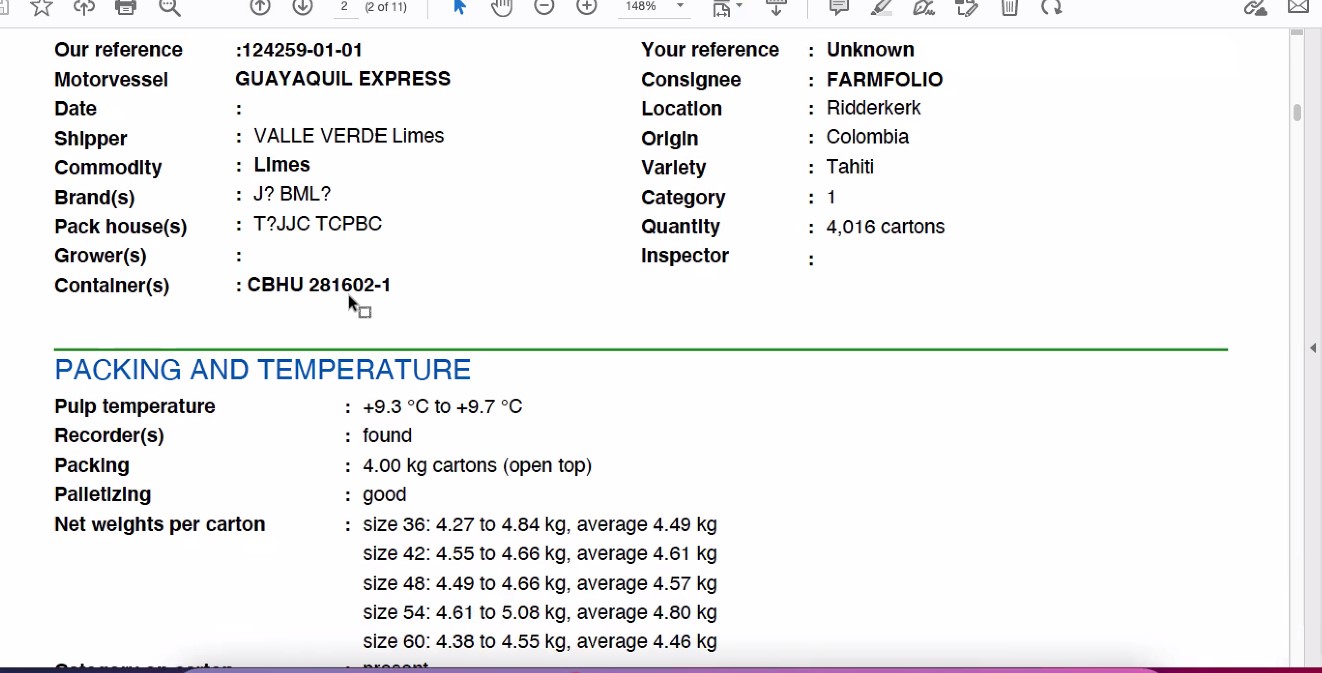 2 (2 of 11) 148%
Our reference :124259-01-01
Your reference : Unknown
Motorvessel GUAYAQUIL EXPRESS
Consignee : FARMFOLIO
Date :
Location : Ridderkerk
Shipper : VALLE VERDE Limes
Origin : Colombia
Commodity : Limes
Variety : Tahiti
Brand(s) : J? BML?
Category : 1
Pack house(s) : T?JJC TCPBC
Quantity : 4,016 cartons
Grower(s) :
Inspector :
Container(s) : CBHU 281602-1
PACKING AND TEMPERATURE
Pulp temperature : +9.3 °C to +9.7 °C
Recorder(s) : found
Packing : 4.00 kg cartons (open top)
Palletizing : good
Net weights per carton : size 36: 4.27 to 4.84 kg, average 4.49 kg
size 42: 4.55 to 4.66 kg, average 4.61 kg
size 48: 4.49 to 4.66 kg, average 4.57 kg
size 54: 4.61 to 5.08 kg, average 4.80 kg
size 60: 4.38 to 4.55 kg, average 4.46 kg
Category on carton : present